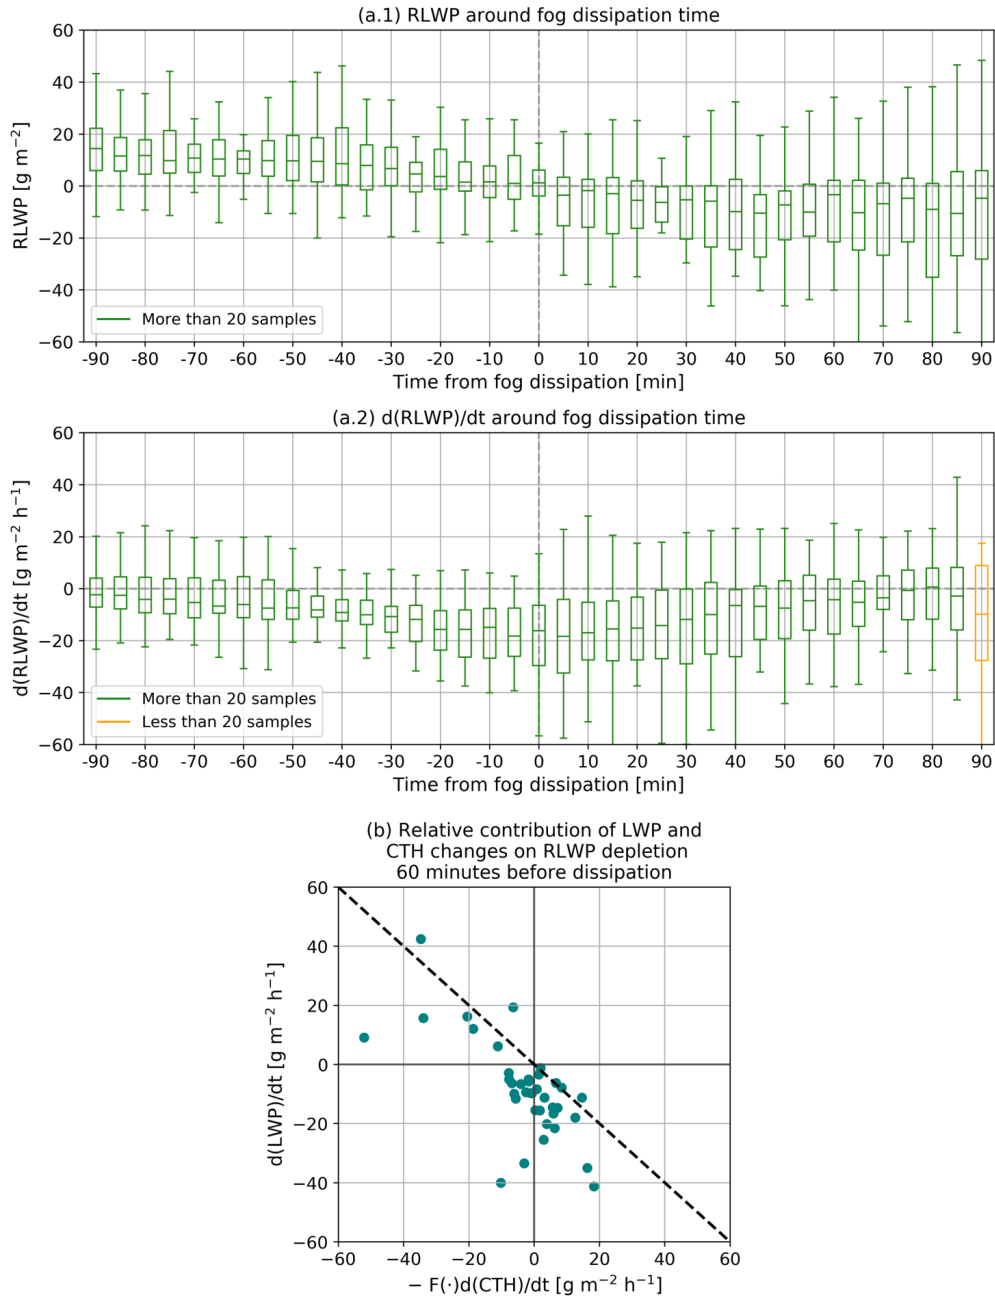 (a.1) RLWP around fog dissipation time
RLWP [g m⁻²]
60
40
20
0
−20
−40
−60
More than 20 samples
-90 -80 -70 -60 -50 -40 -30 -20 -10 0 10 20 30 40 50 60 70 80 90
Time from fog dissipation [min]
(a.2) d(RLWP)/dt around fog dissipation time
d(RLWP)/dt [g m⁻² h⁻¹]
60
40
20
0
−20
−40
−60
More than 20 samples
Less than 20 samples
-90 -80 -70 -60 -50 -40 -30 -20 -10 0 10 20 30 40 50 60 70 80 90
Time from fog dissipation [min]
(b) Relative contribution of LWP and
CTH changes on RLWP depletion
60 minutes before dissipation
d(LWP)/dt [g m⁻² h⁻¹]
60
40
20
0
−20
−40
−60
−60 −40 −20 0 20 40 60
− F(·)d(CTH)/dt [g m⁻² h⁻¹]